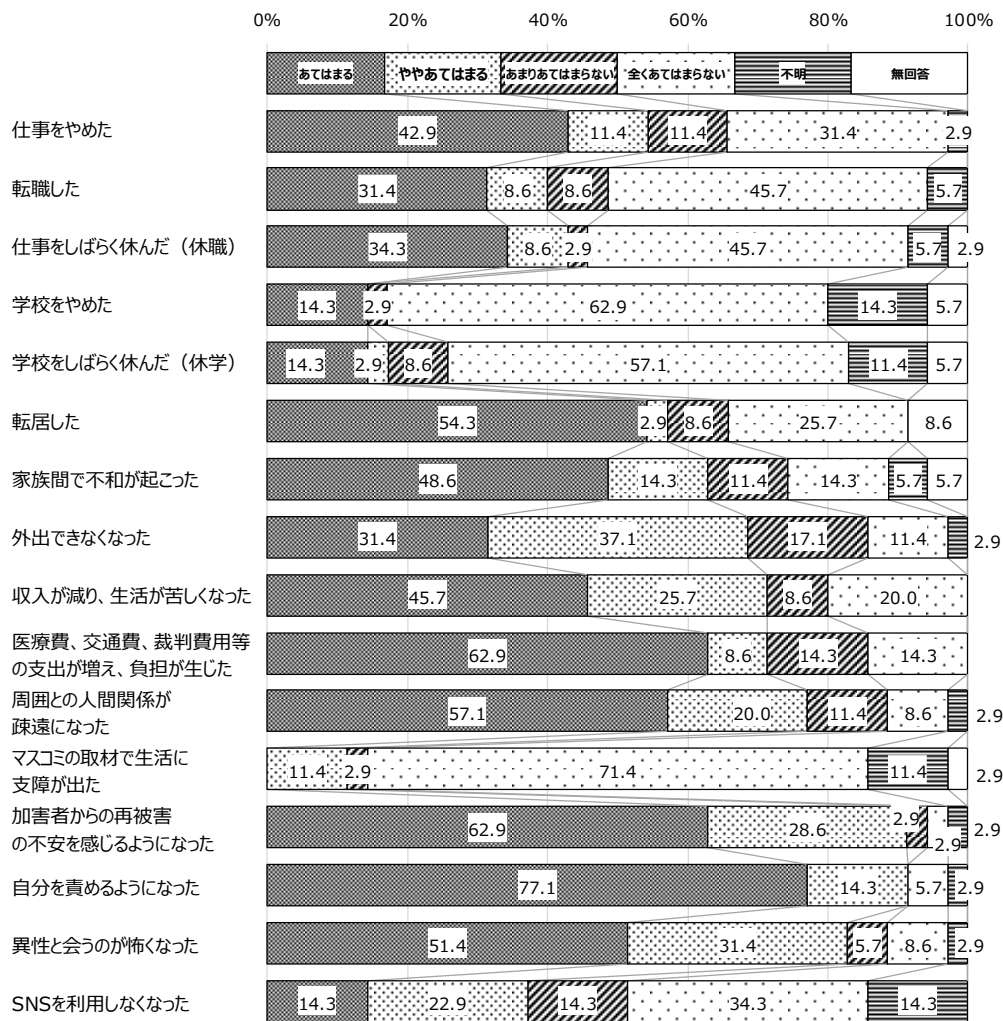 0% 20% 40% 60% 80% 100%
あてはまる ややあてはまる あまりあてはまらない 全くあてはまらない 不明 無回答
仕事をやめた 42.9 11.4 11.4 31.4 2.9
転職した 31.4 8.6 8.6 45.7 5.7
仕事をしばらく休んだ（休職） 34.3 8.6 2.9 45.7 5.7 2.9
学校をやめた 14.3 2.9 62.9 14.3 5.7
学校をしばらく休んだ（休学） 14.3 2.9 8.6 57.1 11.4 5.7
転居した 54.3 2.9 8.6 25.7 8.6
家族間で不和が起こった 48.6 14.3 11.4 14.3 5.7 5.7
外出できなくなった 31.4 37.1 17.1 11.4 2.9
収入が減り、生活が苦しくなった 45.7 25.7 8.6 20.0
医療費、交通費、裁判費用等
の支出が増え、負担が生じた 62.9 8.6 14.3 14.3
周囲との人間関係が
疎遠になった 57.1 20.0 11.4 8.6 2.9
マスコミの取材で生活に
支障が出た 11.4 2.9 71.4 11.4 2.9
加害者からの再被害
の不安を感じるようになった 62.9 28.6 2.9 2.9 2.9
自分を責めるようになった 77.1 14.3 5.7 2.9
異性と会うのが怖くなった 51.4 31.4 5.7 8.6 2.9
SNSを利用しなくなった 14.3 22.9 14.3 34.3 14.3